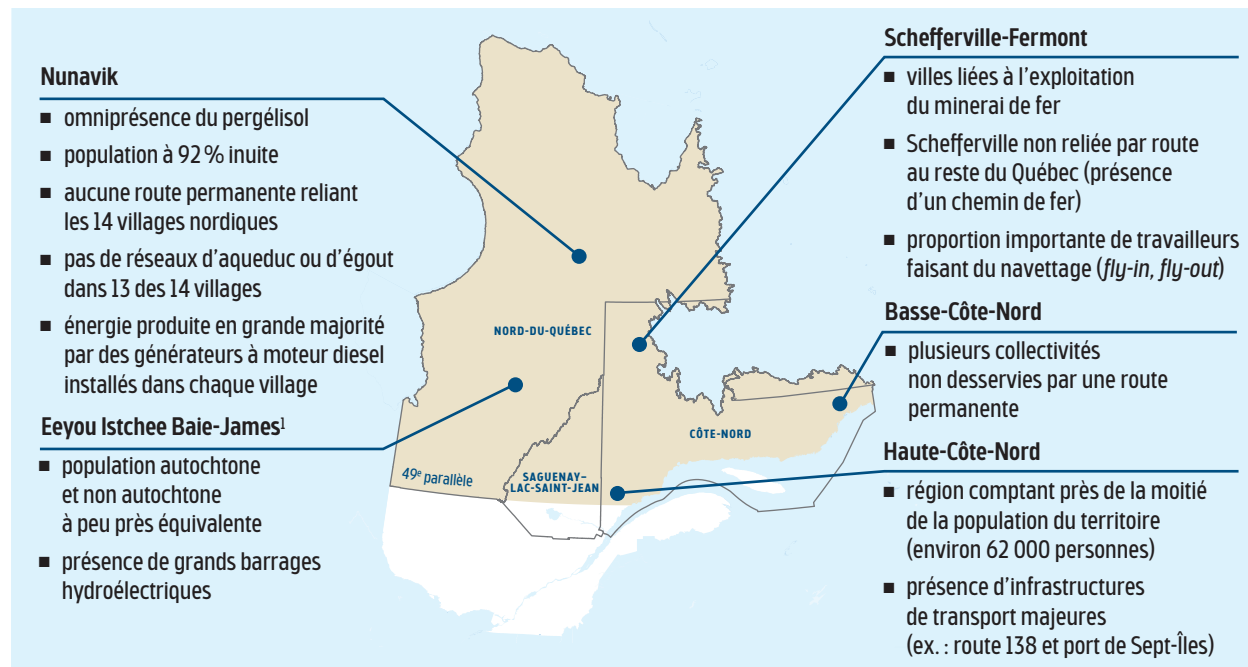 Nunavik
■ omniprésence du pergélisol
■ population à 92 % inuite
■ aucune route permanente reliant
les 14 villages nordiques
■ pas de réseaux d'aqueduc ou d'égout
dans 13 des 14 villages
■ énergie produite en grande majorité
par des générateurs à moteur diesel
installés dans chaque village
Eeyou Istchee Baie-James¹
■ population autochtone
et non autochtone
à peu près équivalente
■ présence de grands barrages
hydroélectriques
NORD-DU-QUÉBEC
CÔTE-NORD
SAGUENAY–
LAC-SAINT-JEAN
49e parallèle
Schefferville-Fermont
■ villes liées à l'exploitation
du minerai de fer
■ Schefferville non reliée par route
au reste du Québec (présence
d'un chemin de fer)
■ proportion importante de travailleurs
faisant du navettage (fly-in, fly-out)
Basse-Côte-Nord
■ plusieurs collectivités
non desservies par une route
permanente
Haute-Côte-Nord
■ région comptant près de la moitié
de la population du territoire
(environ 62 000 personnes)
■ présence d'infrastructures
de transport majeures
(ex. : route 138 et port de Sept-Îles)